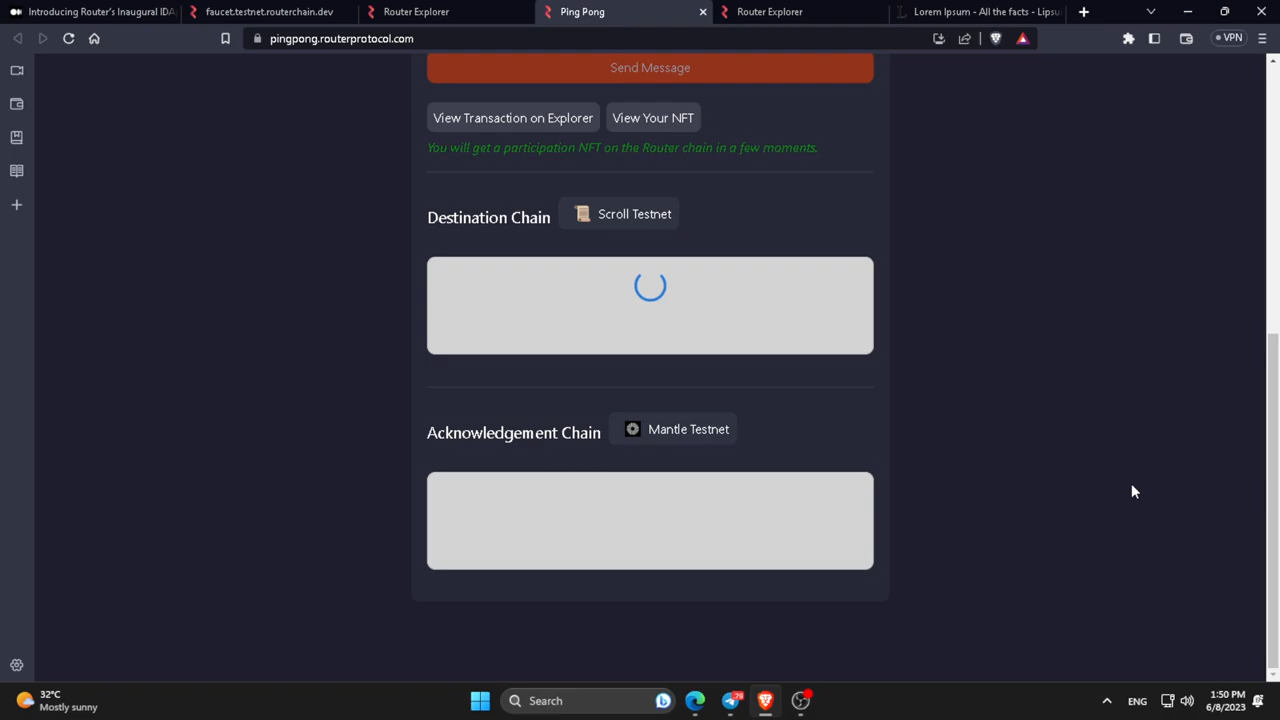 Introducing Router's Inaugural IDA
faucet.testnet.routerchain.dev
Router Explorer
Ping Pong
Router Explorer
Lorem Ipsum - All the facts - Lipsu
pingpong.routerprotocol.com
VPN
Send Message
View Transaction on Explorer
View Your NFT
You will get a participation NFT on the Router chain in a few moments.
Destination Chain
Scroll Testnet
Acknowledgement Chain
Mantle Testnet
32°C
Mostly sunny
Search
ENG
1:50 PM
6/8/2023